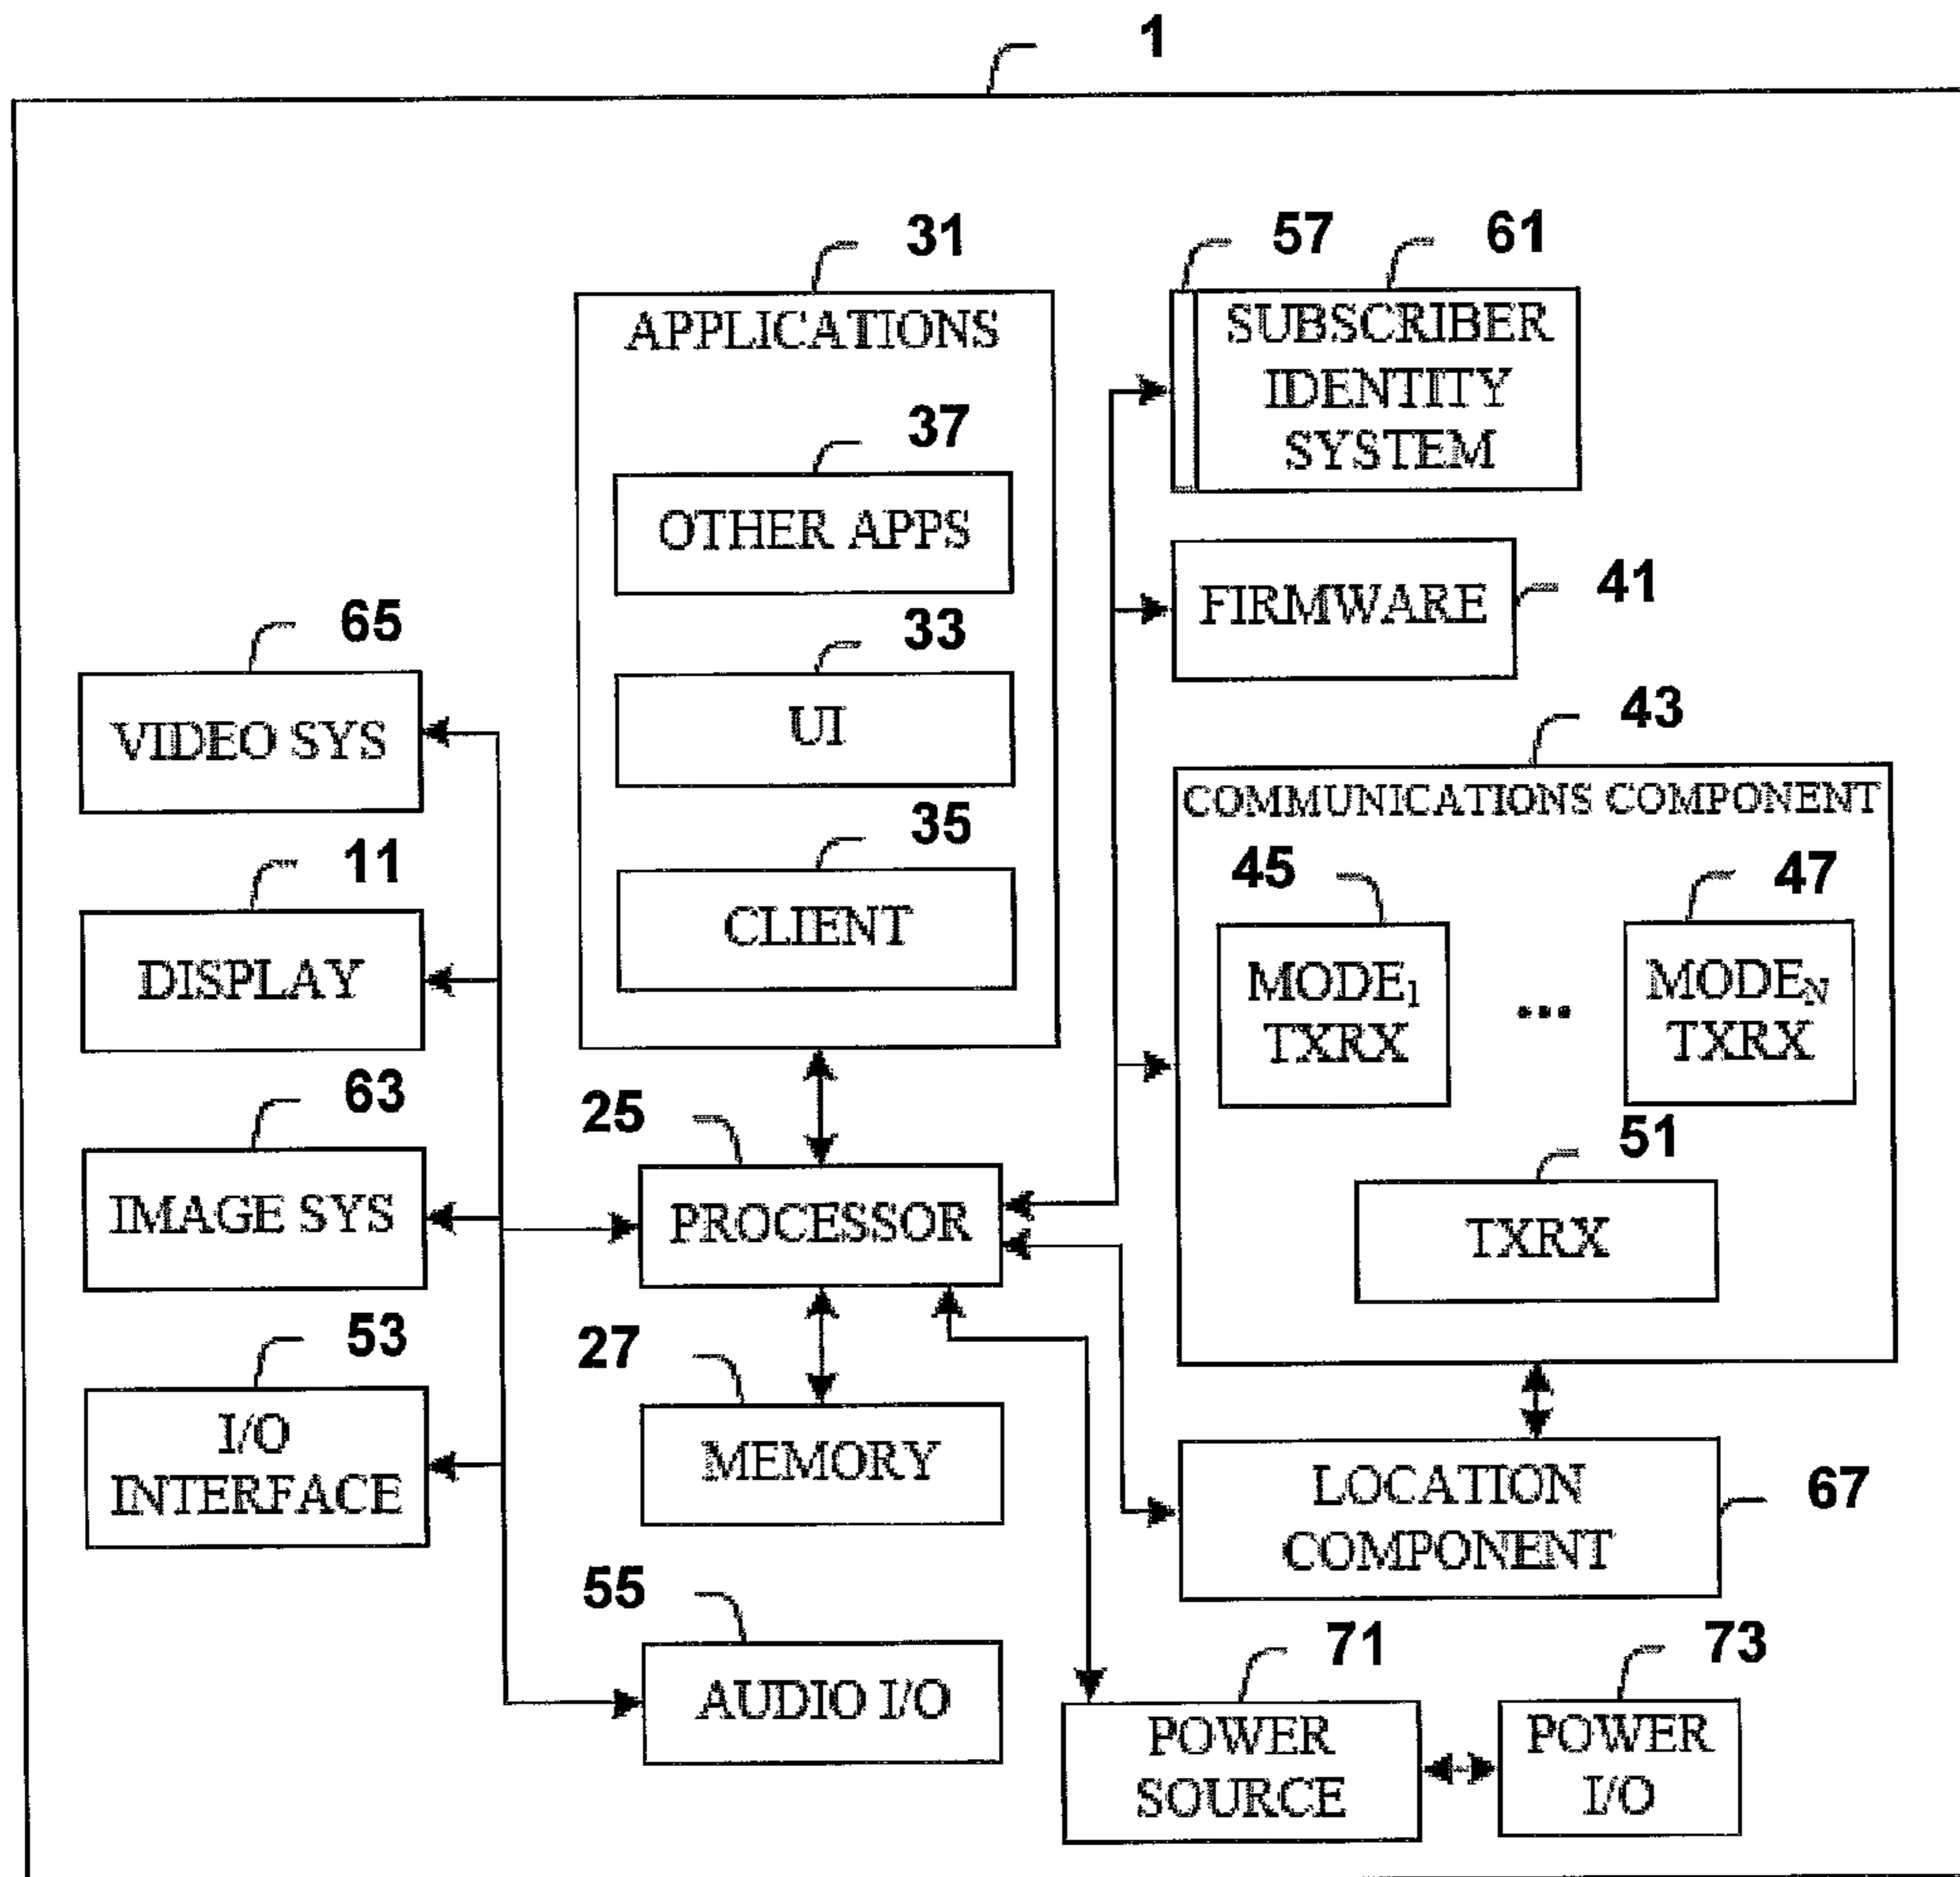 1
31
APPLICATIONS
37
OTHER APPS
33
UI
35
CLIENT
57
61
SUBSCRIBER
IDENTITY
SYSTEM
FIRMWARE
41
65
VIDEO SYS
11
DISPLAY
63
IMAGE SYS
53
I/O
INTERFACE
43
COMMUNICATIONS COMPONENT
45
MODE1
TXRX
...
47
MODEN
TXRX
51
TXRX
25
PROCESSOR
27
MEMORY
LOCATION
COMPONENT
67
55
AUDIO I/O
71
POWER
SOURCE
73
POWER
I/O